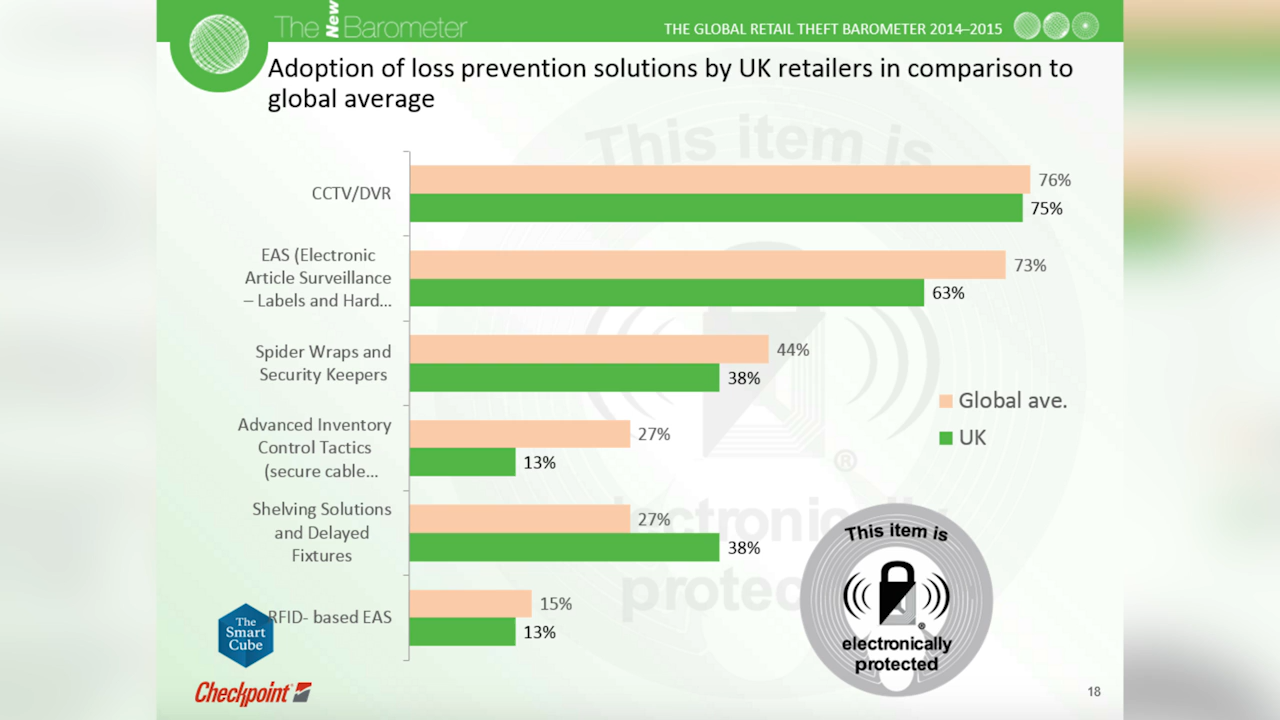 The New Barometer
THE GLOBAL RETAIL THEFT BAROMETER 2014–2015
Adoption of loss prevention solutions by UK retailers in comparison to
global average
This item is
CCTV/DVR
76%
75%
EAS (Electronic
Article Surveillance
– Labels and Hard...
73%
63%
Spider Wraps and
Security Keepers
44%
38%
Advanced Inventory
Control Tactics
(secure cable...
27%
13%
Shelving Solutions
and Delayed
Fixtures
27%
38%
RFID- based EAS
15%
13%
Global ave.
UK
®
This item is
®
electronically
protected
The
Smart
Cube
Checkpoint
18